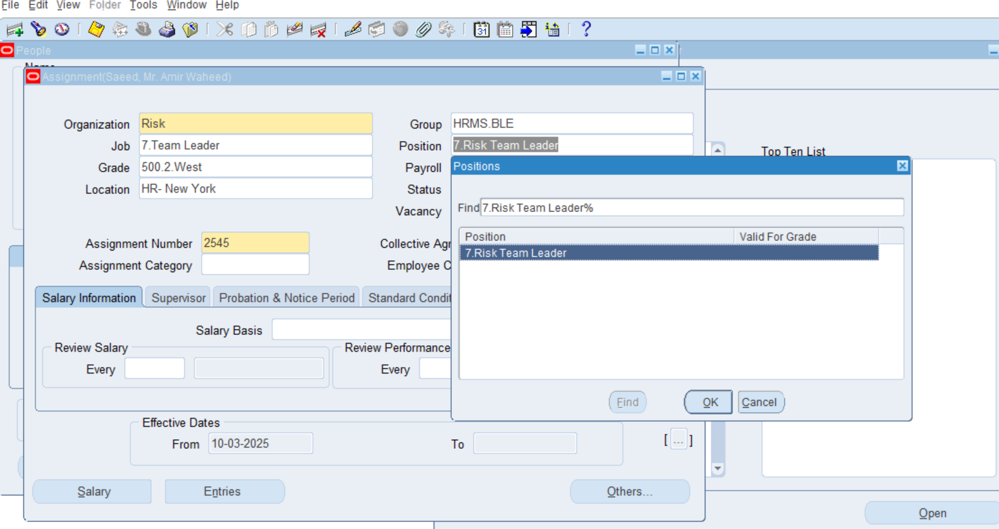 File Edit View Folder Tools Window Help
People
Name
Assignment(Saeed, Mr. Amir Waheed)
Organization Risk
Group HRMS.BLE
Job 7.Team Leader
Position 7.Risk Team Leader
Grade 500.2.West
Payroll
Location HR- New York
Status
Vacancy
Top Ten List
Positions
Find 7.Risk Team Leader%
Position Valid For Grade
7.Risk Team Leader
Find OK Cancel
Assignment Number 2545
Collective Agr
Assignment Category
Employee C
Salary Information Supervisor Probation & Notice Period Standard Condit
Salary Basis
Review Salary
Every
Review Performance
Every
Effective Dates
From 10-03-2025 To
[ ... ]
Salary Entries Others...
Open